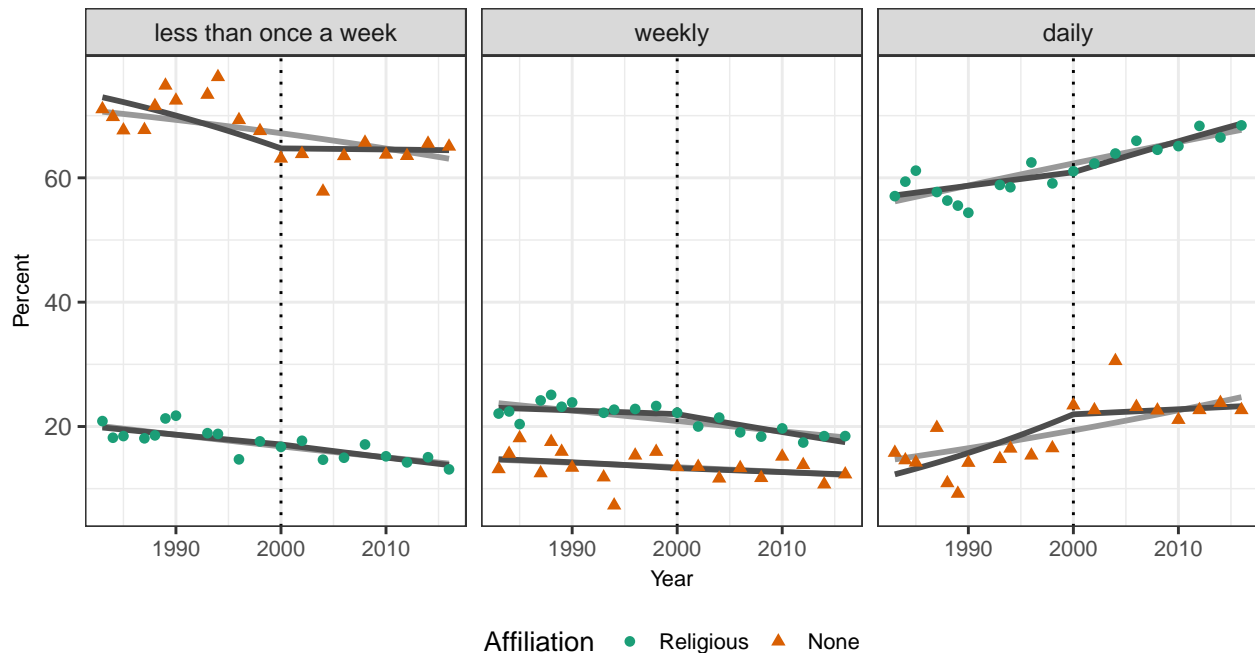 less than once a week weekly daily
Percent
60
40
20
1990 2000 2010 1990 2000 2010 1990 2000 2010
Year
Affiliation Religious None